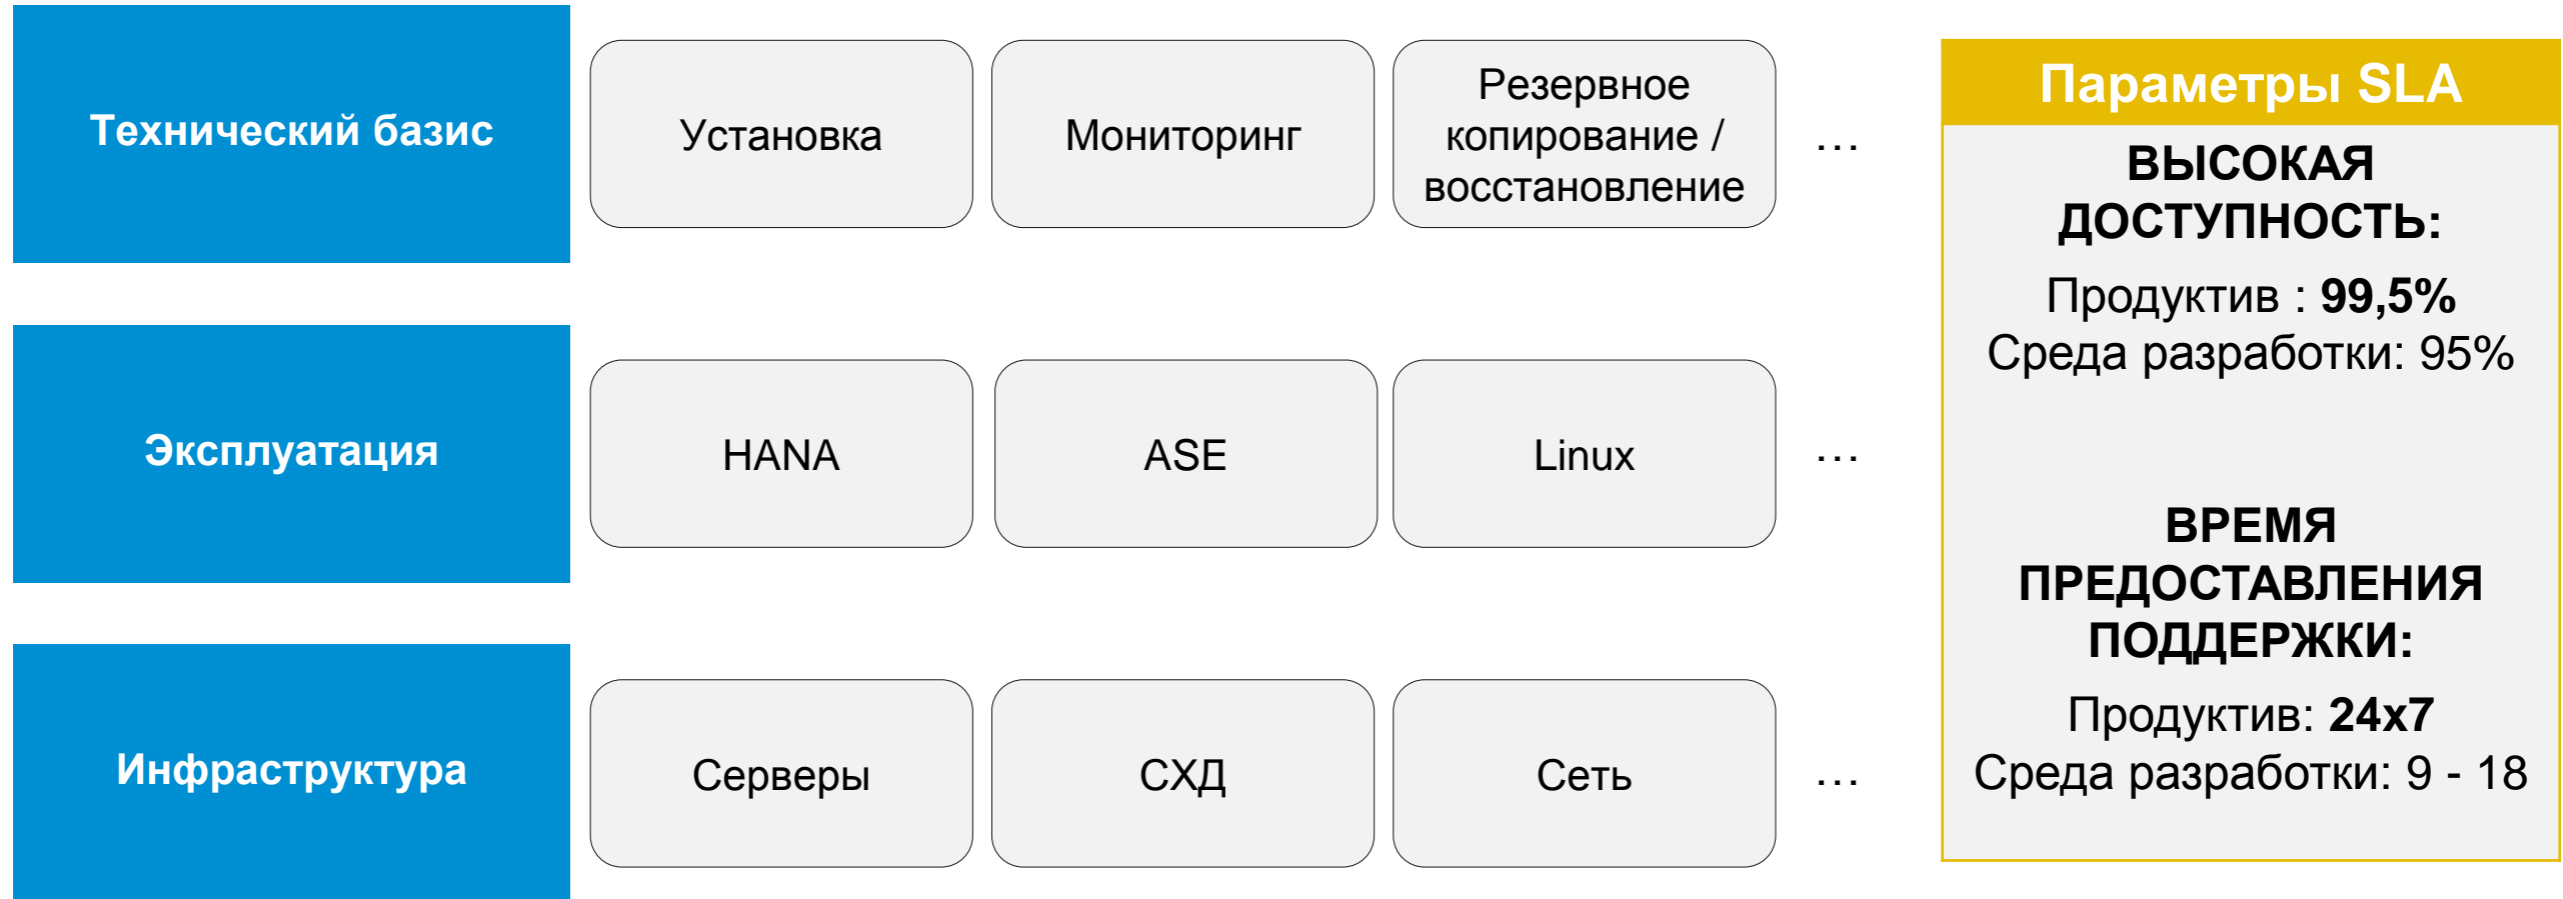 Технический базис
Установка
Мониторинг
Резервное
копирование /
восстановление
...
Эксплуатация
HANA
ASE
Linux
...
Инфраструктура
Серверы
СХД
Сеть
...
Параметры SLA
ВЫСОКАЯ
ДОСТУПНОСТЬ:
Продуктив : 99,5%
Среда разработки: 95%
ВРЕМЯ
ПРЕДОСТАВЛЕНИЯ
ПОДДЕРЖКИ:
Продуктив: 24x7
Среда разработки: 9 - 18